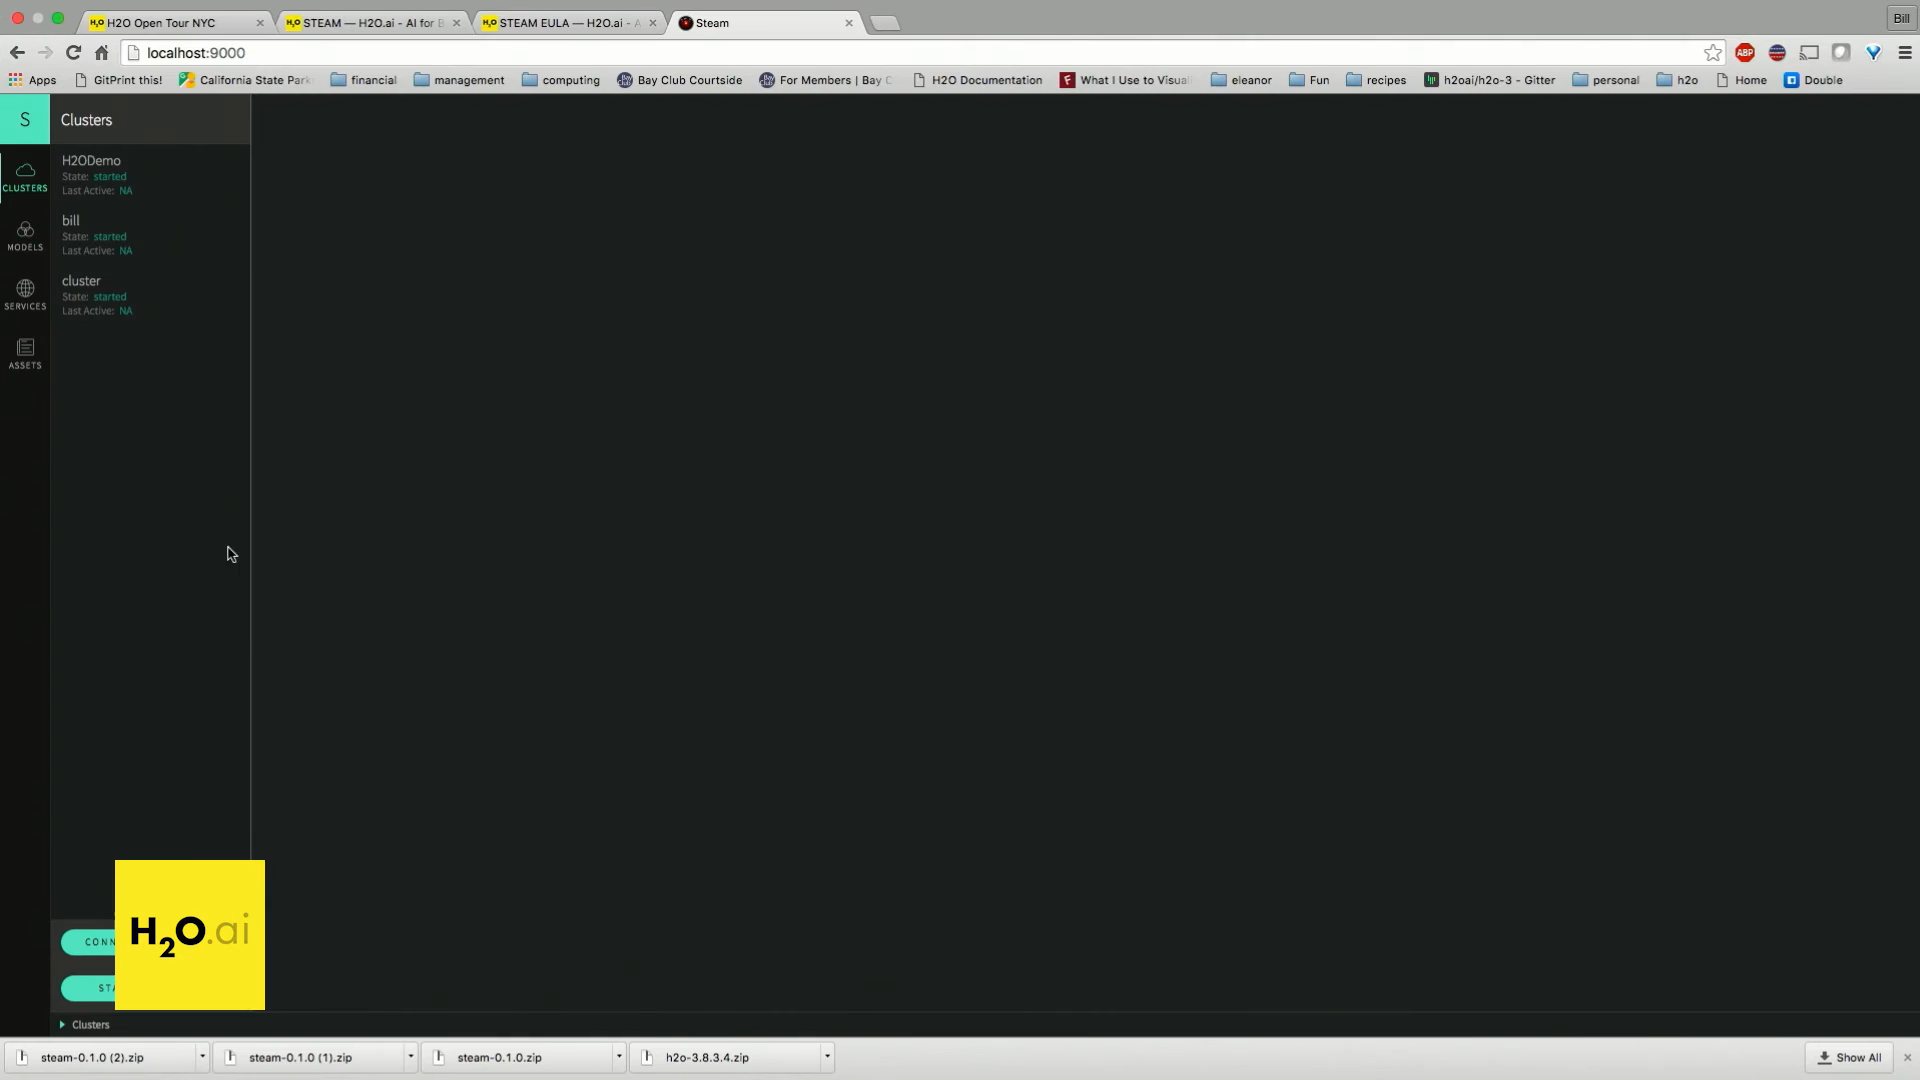 H2O Open Tour NYC
STEAM — H2O.ai - AI for B
STEAM EULA — H2O.ai - A
Steam
Bill
localhost:9000
ABP
Apps
GitPrint this!
California State Park
financial
management
computing
Bay Club Courtside
For Members | Bay C
H2O Documentation
What I Use to Visual
eleanor
Fun
recipes
h2oai/h2o-3 - Gitter
personal
h2o
Home
Double
S
Clusters
CLUSTERS
MODELS
SERVICES
ASSETS
H2ODemo
State: started
Last Active: NA
bill
State: started
Last Active: NA
cluster
State: started
Last Active: NA
CONN
STA
H2O.ai
Clusters
steam-0.1.0 (2).zip
steam-0.1.0 (1).zip
steam-0.1.0.zip
h2o-3.8.3.4.zip
Show All